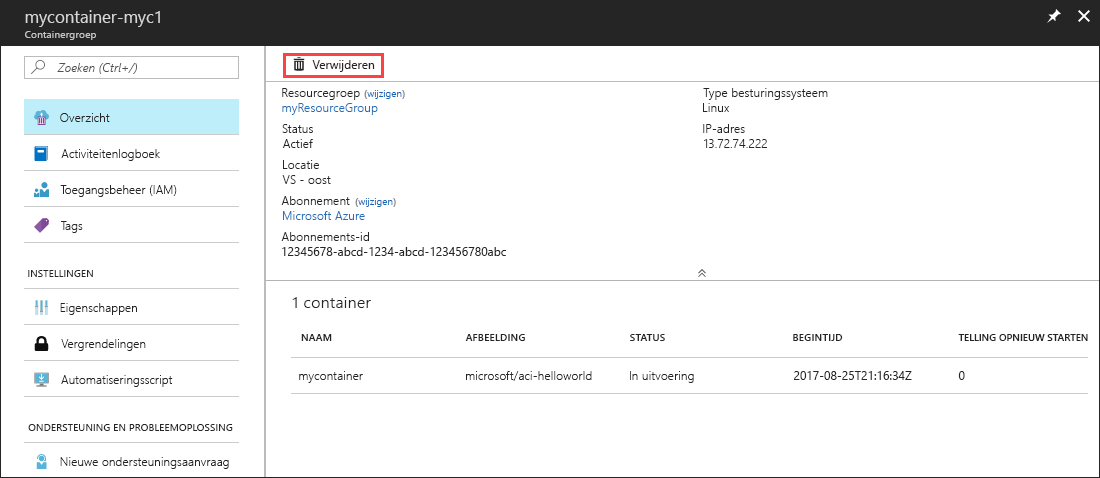 mycontainer-myc1
Containergroep
Zoeken (Ctrl+/)
Overzicht
Activiteitenlogboek
Toegangsbeheer (IAM)
Tags
INSTELLINGEN
Eigenschappen
Vergrendelingen
Automatiseringsscript
ONDERSTEUNING EN PROBLEEMOPLOSSING
Nieuwe ondersteuningsaanvraag
Verwijderen
Resourcegroep (wijzigen)
myResourceGroup
Status
Actief
Locatie
VS - oost
Abonnement (wijzigen)
Microsoft Azure
Abonnements-id
12345678-abcd-1234-abcd-123456780abc
Type besturingssysteem
Linux
IP-adres
13.72.74.222
1 container
NAAM AFBEELDING STATUS BEGINTIJD TELLING OPNIEUW STARTEN
mycontainer microsoft/aci-helloworld In uitvoering 2017-08-25T21:16:34Z 0